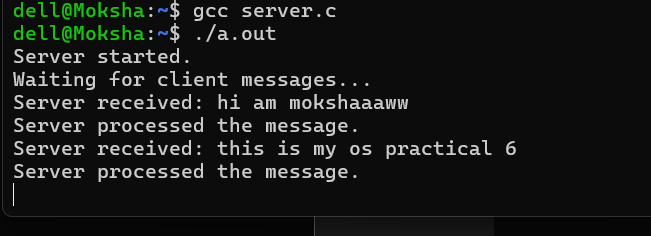 dell@Moksha:~$ gcc server.c
dell@Moksha:~$ ./a.out
Server started.
Waiting for client messages...
Server received: hi am mokshaaaww
Server processed the message.
Server received: this is my os practical 6
Server processed the message.